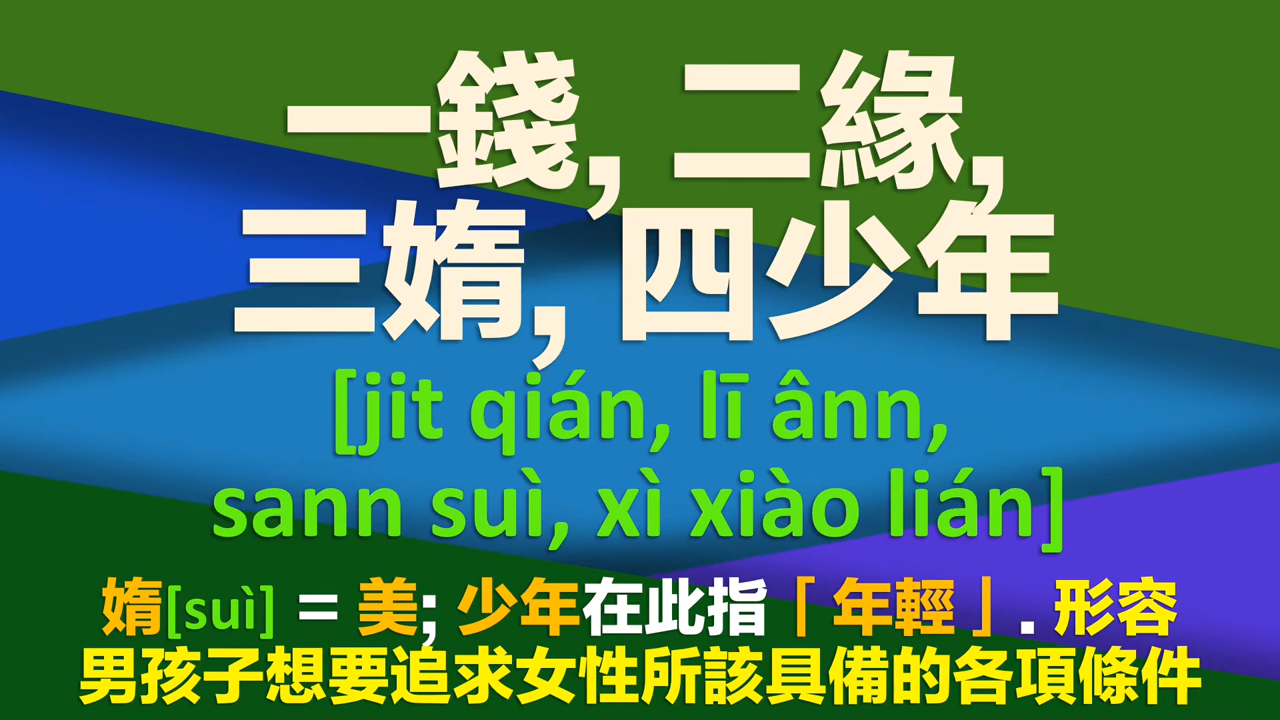 一錢, 二緣,
三媠, 四少年
[jit qián, lī ânn,
sann suì, xì xiào lián]
媠[suì] = 美; 少年在此指「年輕」. 形容
男孩子想要追求女性所該具備的各項條件